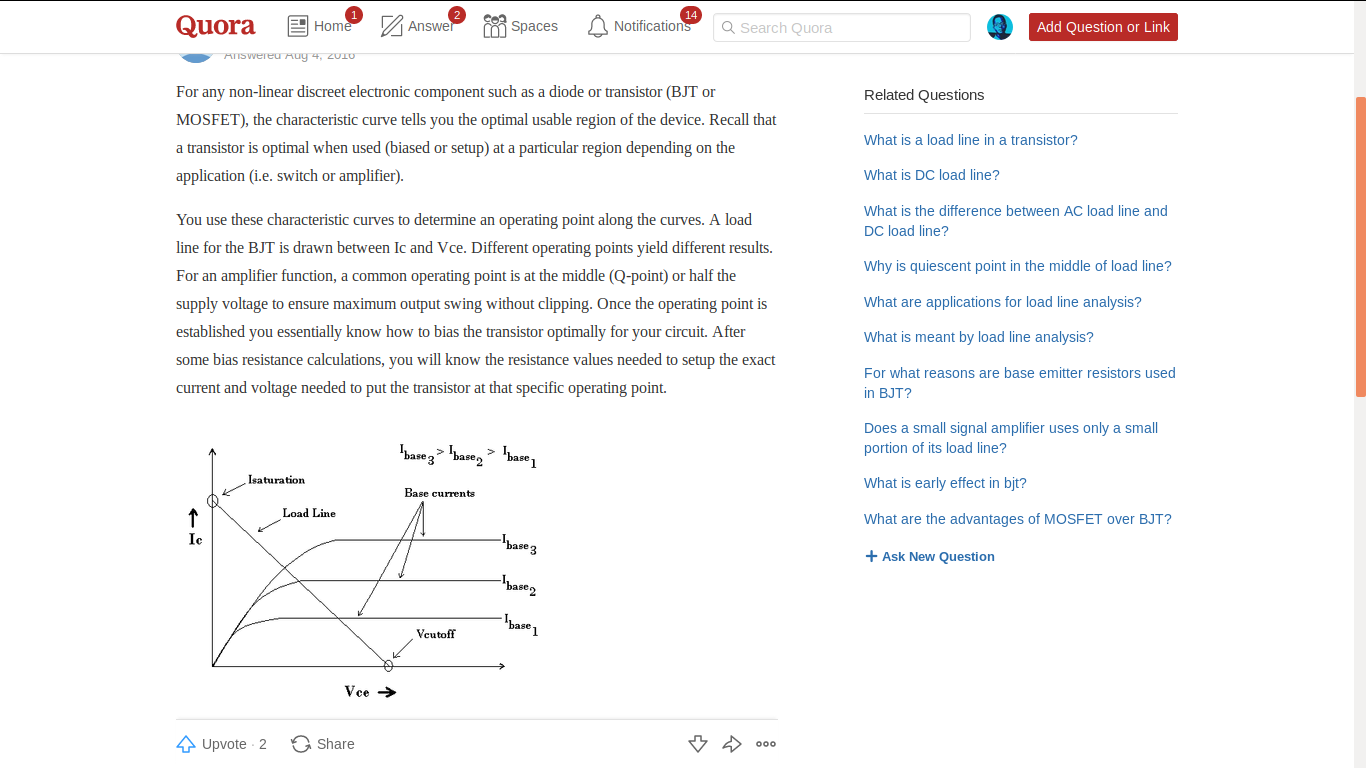 Quora
Home 1
Answer 2
Spaces
Notifications 14
Search Quora
Add Question or Link
Answered Aug 4, 2016
For any non-linear discreet electronic component such as a diode or transistor (BJT or
MOSFET), the characteristic curve tells you the optimal usable region of the device. Recall that
a transistor is optimal when used (biased or setup) at a particular region depending on the
application (i.e. switch or amplifier).
You use these characteristic curves to determine an operating point along the curves. A load
line for the BJT is drawn between Ic and Vce. Different operating points yield different results.
For an amplifier function, a common operating point is at the middle (Q-point) or half the
supply voltage to ensure maximum output swing without clipping. Once the operating point is
established you essentially know how to bias the transistor optimally for your circuit. After
some bias resistance calculations, you will know the resistance values needed to setup the exact
current and voltage needed to put the transistor at that specific operating point.
Ibase3 > Ibase2 > Ibase1
Isaturation
Base currents
Load Line
Ic
Ibase3
Ibase2
Ibase1
Vcutoff
Vce
Upvote · 2
Share
Related Questions
What is a load line in a transistor?
What is DC load line?
What is the difference between AC load line and
DC load line?
Why is quiescent point in the middle of load line?
What are applications for load line analysis?
What is meant by load line analysis?
For what reasons are base emitter resistors used
in BJT?
Does a small signal amplifier uses only a small
portion of its load line?
What is early effect in bjt?
What are the advantages of MOSFET over BJT?
+ Ask New Question